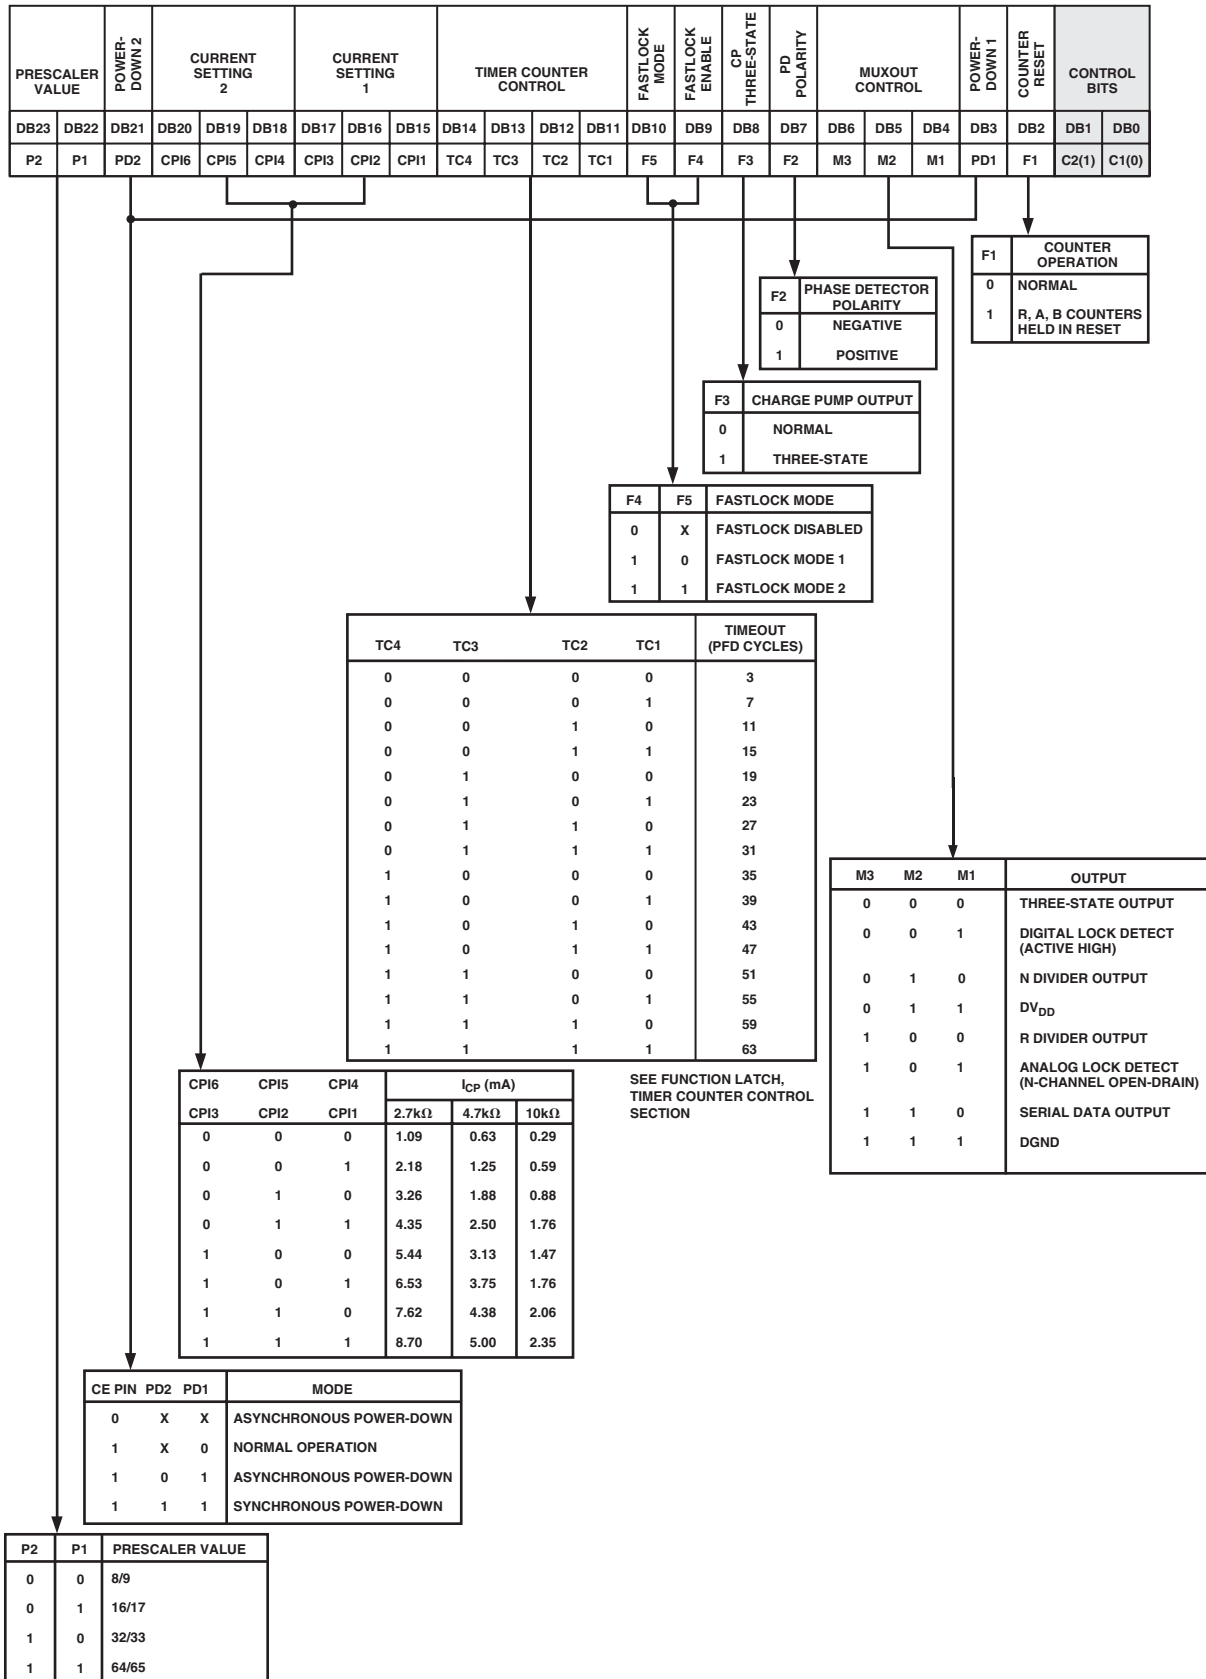 PRESCALER
VALUE
POWER-
DOWN 2
CURRENT
SETTING
2
CURRENT
SETTING
1
TIMER COUNTER
CONTROL
FASTLOCK
MODE
FASTLOCK
ENABLE
CP
THREE-STATE
PD
POLARITY
MUXOUT
CONTROL
POWER-
DOWN 1
COUNTER
RESET
CONTROL
BITS
DB23 DB22 DB21 DB20 DB19 DB18 DB17 DB16 DB15 DB14 DB13 DB12 DB11 DB10 DB9 DB8 DB7 DB6 DB5 DB4 DB3 DB2 DB1 DB0
P2 P1 PD2 CPI6 CPI5 CPI4 CPI3 CPI2 CPI1 TC4 TC3 TC2 TC1 F5 F4 F3 F2 M3 M2 M1 PD1 F1 C2(1) C1(0)
F1 COUNTER
OPERATION
0 NORMAL
1 R, A, B COUNTERS
HELD IN RESET
F2 PHASE DETECTOR
POLARITY
0 NEGATIVE
1 POSITIVE
F3 CHARGE PUMP OUTPUT
0 NORMAL
1 THREE-STATE
F4 F5 FASTLOCK MODE
0 X FASTLOCK DISABLED
1 0 FASTLOCK MODE 1
1 1 FASTLOCK MODE 2
TC4 TC3 TC2 TC1 TIMEOUT
(PFD CYCLES)
0 0 0 0 3
0 0 0 1 7
0 0 1 0 11
0 0 1 1 15
0 1 0 0 19
0 1 0 1 23
0 1 1 0 27
0 1 1 1 31
1 0 0 0 35
1 0 0 1 39
1 0 1 0 43
1 0 1 1 47
1 1 0 0 51
1 1 0 1 55
1 1 1 0 59
1 1 1 1 63
SEE FUNCTION LATCH,
TIMER COUNTER CONTROL
SECTION
M3 M2 M1 OUTPUT
0 0 0 THREE-STATE OUTPUT
0 0 1 DIGITAL LOCK DETECT
(ACTIVE HIGH)
0 1 0 N DIVIDER OUTPUT
0 1 1 DVDD
1 0 0 R DIVIDER OUTPUT
1 0 1 ANALOG LOCK DETECT
(N-CHANNEL OPEN-DRAIN)
1 1 0 SERIAL DATA OUTPUT
1 1 1 DGND
CPI6 CPI5 CPI4 ICP (mA)
CPI3 CPI2 CPI1 2.7kΩ 4.7kΩ 10kΩ
0 0 0 1.09 0.63 0.29
0 0 1 2.18 1.25 0.59
0 1 0 3.26 1.88 0.88
0 1 1 4.35 2.50 1.76
1 0 0 5.44 3.13 1.47
1 0 1 6.53 3.75 1.76
1 1 0 7.62 4.38 2.06
1 1 1 8.70 5.00 2.35
CE PIN PD2 PD1 MODE
0 X X ASYNCHRONOUS POWER-DOWN
1 X 0 NORMAL OPERATION
1 0 1 ASYNCHRONOUS POWER-DOWN
1 1 1 SYNCHRONOUS POWER-DOWN
P2 P1 PRESCALER VALUE
0 0 8/9
0 1 16/17
1 0 32/33
1 1 64/65